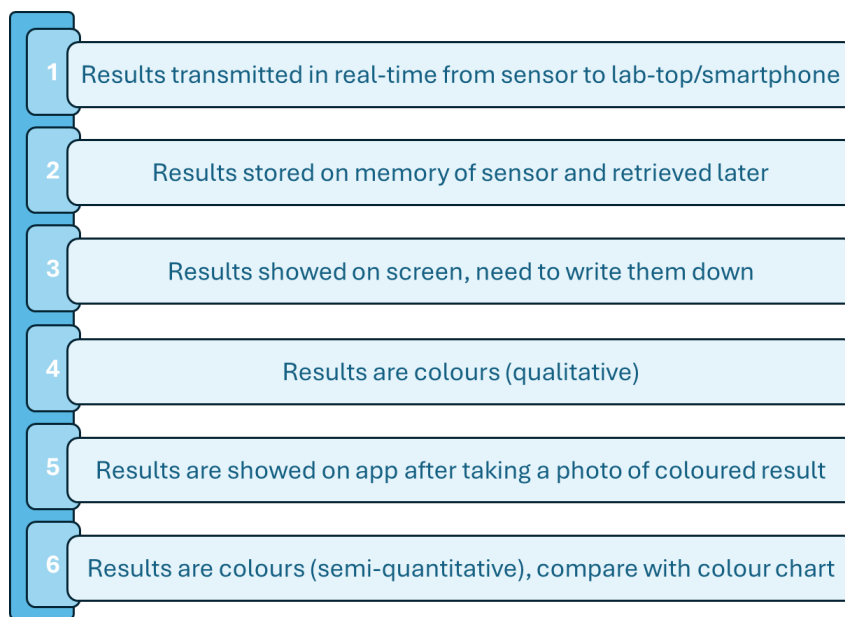 1 Results transmitted in real-time from sensor to lab-top/smartphone
2 Results stored on memory of sensor and retrieved later
3 Results showed on screen, need to write them down
4 Results are colours (qualitative)
5 Results are showed on app after taking a photo of coloured result
6 Results are colours (semi-quantitative), compare with colour chart